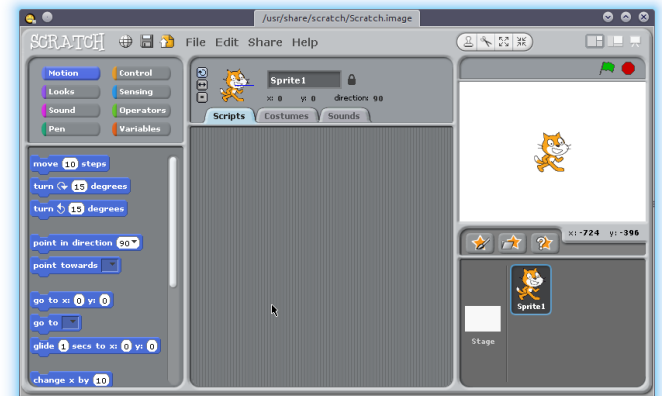 /usr/share/scratch/Scratch.image
SCRATCH File Edit Share Help
Motion Control
Looks Sensing
Sound Operators
Pen Variables
Sprite1
x: 0 y: 0 direction: 90
Scripts Costumes Sounds
move 10 steps
turn 15 degrees
turn 15 degrees
point in direction 90
point towards
go to x: 0 y: 0
go to
glide 1 secs to x: 0 y: 0
change x by 10
x: -724 y: -396
Sprite1
Stage